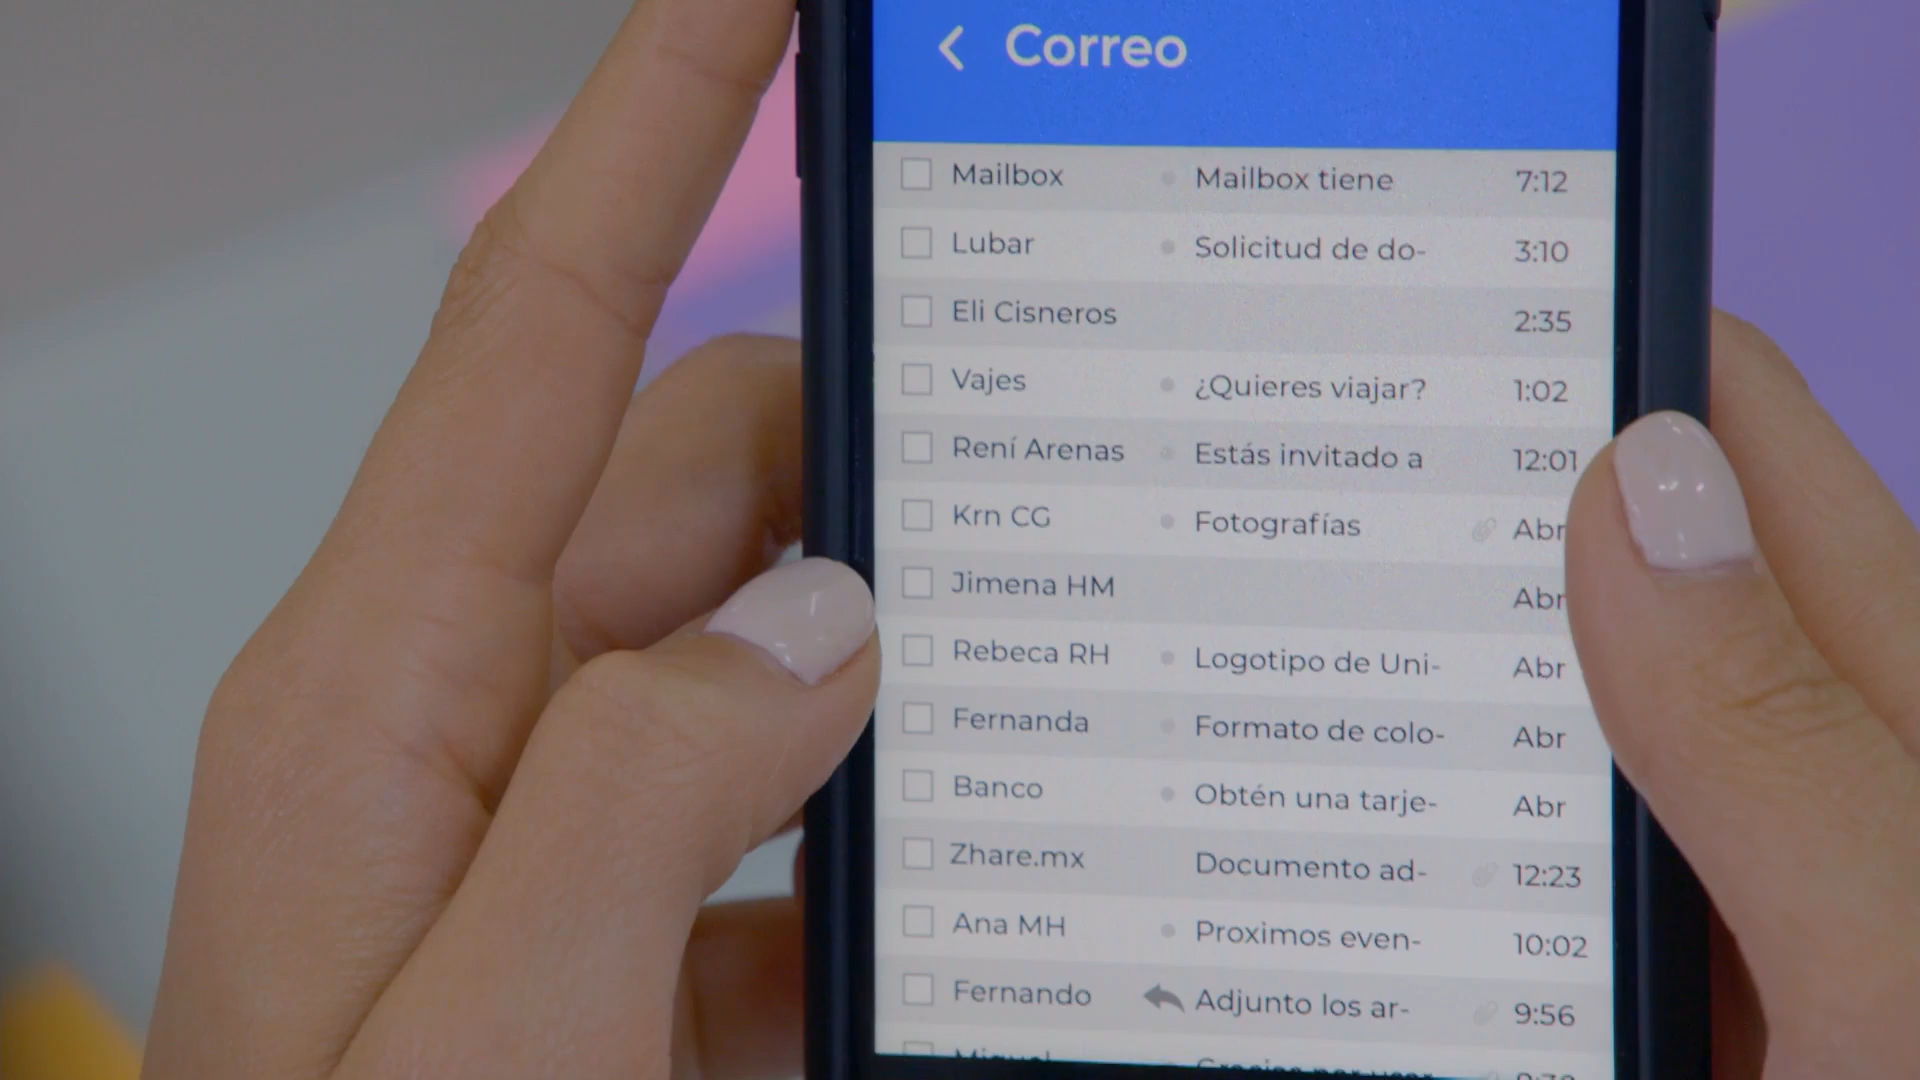 Correo
Mailbox Mailbox tiene 7:12
Lubar Solicitud de do- 3:10
Eli Cisneros 2:35
Vajes ¿Quieres viajar? 1:02
Rení Arenas Estás invitado a 12:01
Krn CG Fotografías Abr
Jimena HM Abr
Rebeca RH Logotipo de Uni- Abr
Fernanda Formato de colo- Abr
Banco Obtén una tarje- Abr
Zhare.mx Documento ad- 12:23
Ana MH Proximos even- 10:02
Fernando Adjunto los ar- 9:56